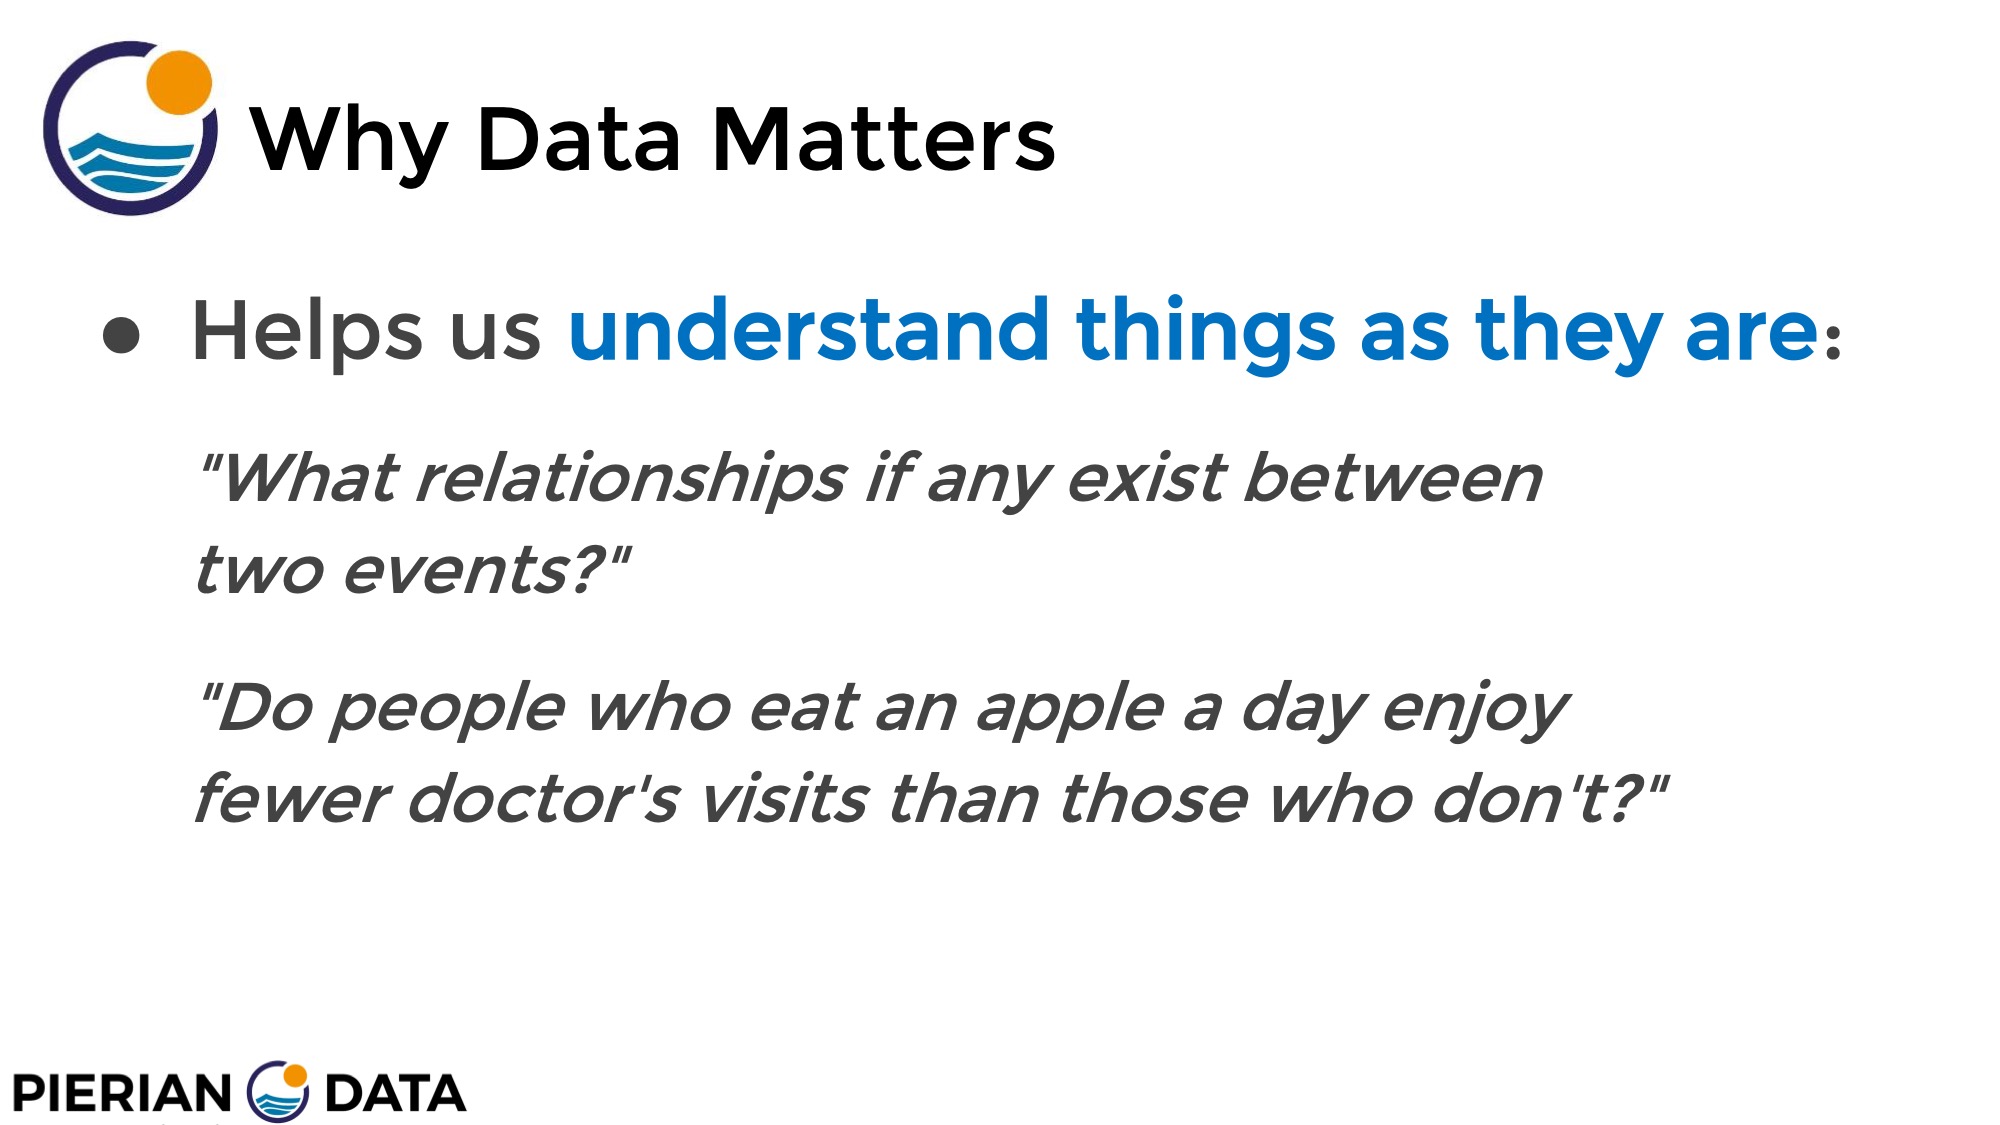 Why Data Matters
● Helps us understand things as they are:
"What relationships if any exist between
two events?"
"Do people who eat an apple a day enjoy
fewer doctor's visits than those who don't?"
PIERIAN DATA